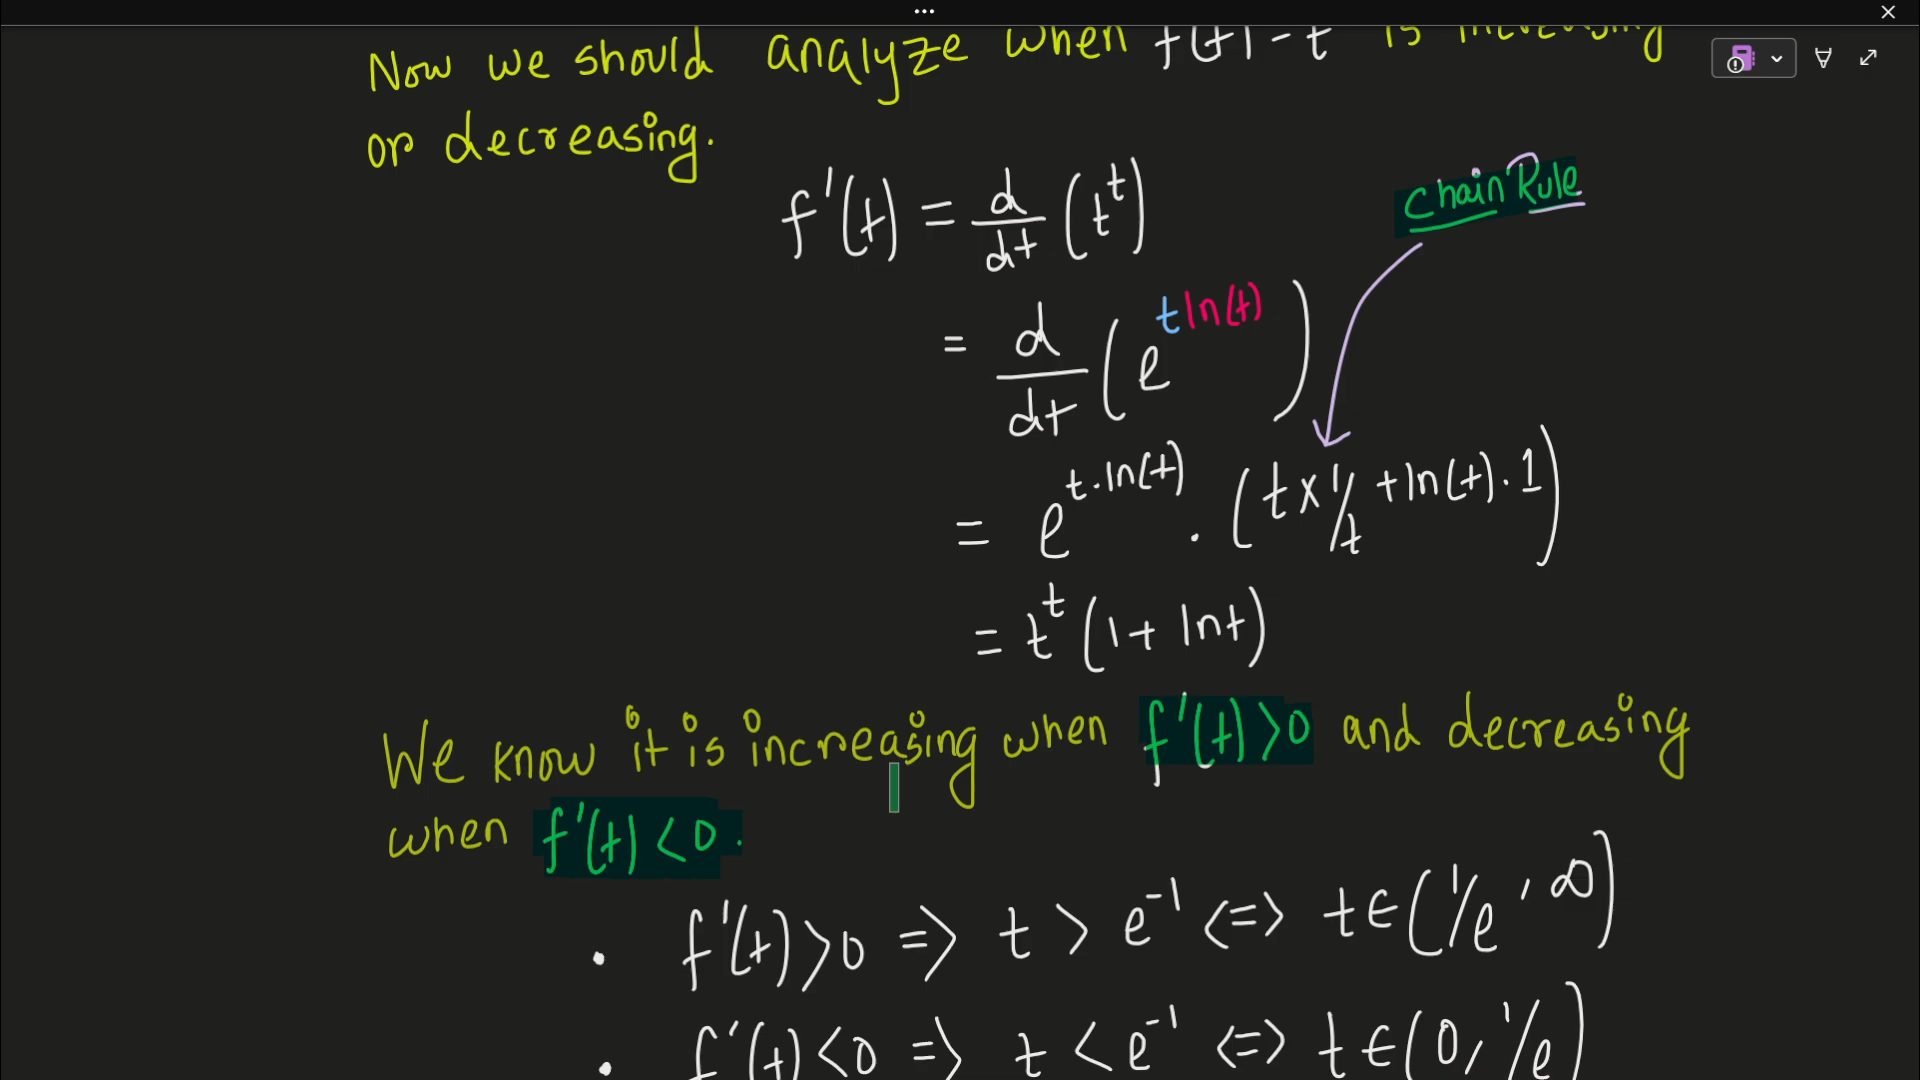 Now we should analyze when f(t) = t is increasing
or decreasing.
Chain Rule
f'(t) = d/dt (t^t)
= d/dt (e^(t ln(t)))
= e^(t·ln(t)) · (t × 1/t + ln(t)·1)
= t^t (1 + ln t)
We know it is increasing when f'(t) > 0 and decreasing
when f'(t) < 0.
• f'(t) > 0 => t > e^-1 <=> t ∈ (1/e, ∞)
• f'(t) < 0 => t < e^-1 <=> t ∈ (0, 1/e)